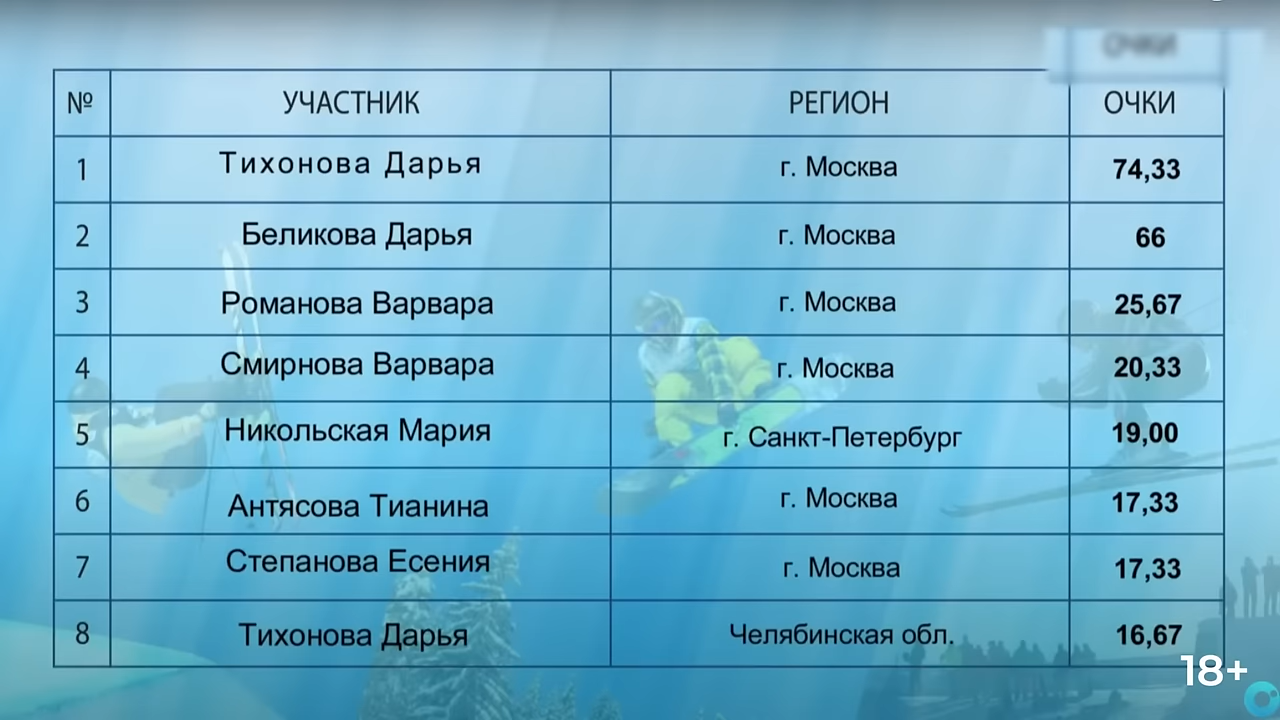 ОЧКИ
№ УЧАСТНИК РЕГИОН ОЧКИ
1 Тихонова Дарья г. Москва 74,33
2 Беликова Дарья г. Москва 66
3 Романова Варвара г. Москва 25,67
4 Смирнова Варвара г. Москва 20,33
5 Никольская Мария г. Санкт-Петербург 19,00
6 Антясова Тианина г. Москва 17,33
7 Степанова Есения г. Москва 17,33
8 Тихонова Дарья Челябинская обл. 16,67
18+